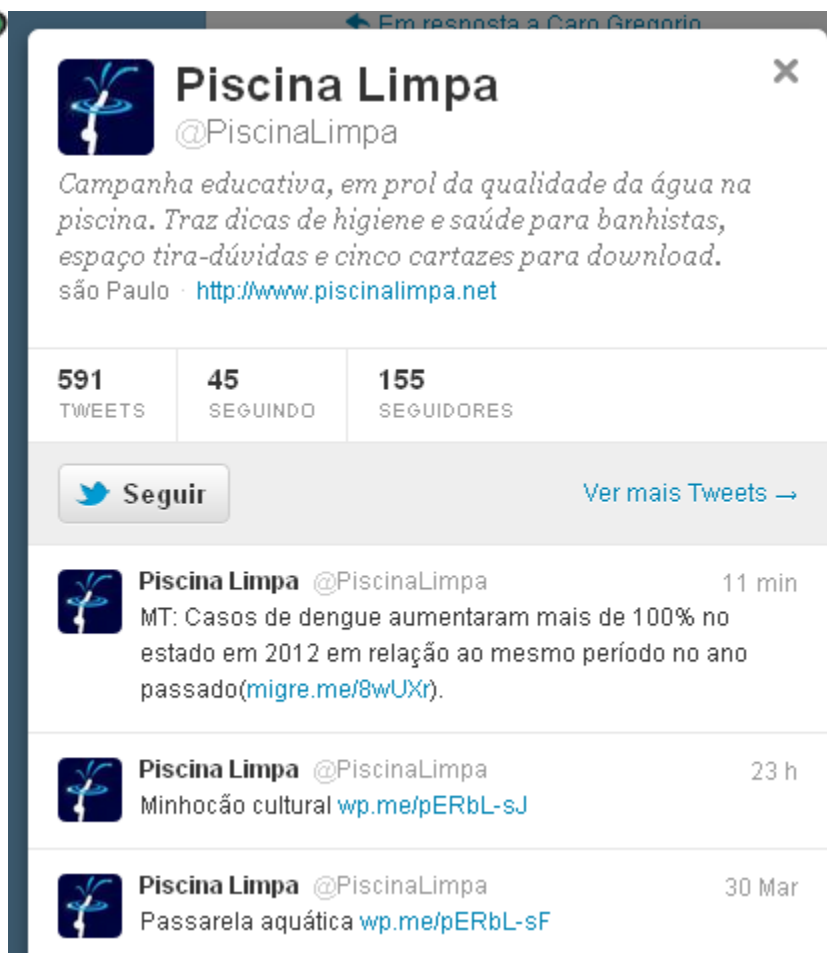 Em resposta a Caro Gregorio
Piscina Limpa
@PiscinaLimpa
Campanha educativa, em prol da qualidade da água na
piscina. Traz dicas de higiene e saúde para banhistas,
espaço tira-dúvidas e cinco cartazes para download.
são Paulo · http://www.piscinalimpa.net
591 45 155
TWEETS SEGUINDO SEGUIDORES
Seguir Ver mais Tweets →
Piscina Limpa @PiscinaLimpa 11 min
MT: Casos de dengue aumentaram mais de 100% no
estado em 2012 em relação ao mesmo período no ano
passado(migre.me/8wUXr).
Piscina Limpa @PiscinaLimpa 23 h
Minhocão cultural wp.me/pERbL-sJ
Piscina Limpa @PiscinaLimpa 30 Mar
Passarela aquática wp.me/pERbL-sF